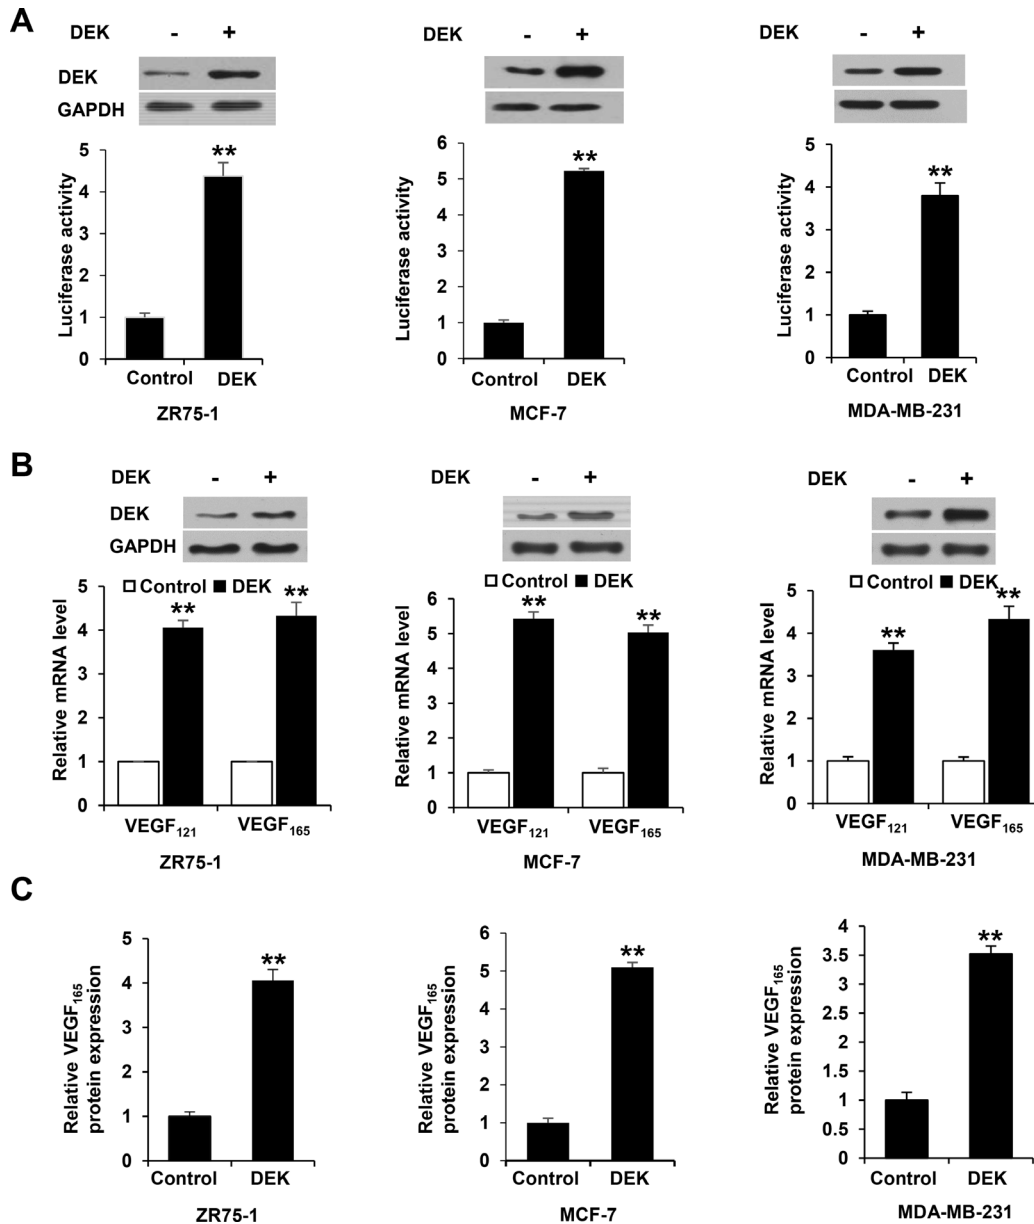 A
DEK - +
DEK
GAPDH
Luciferase activity
5
4
3
2
1
0
**
Control DEK
ZR75-1
DEK - +
Luciferase activity
6
5
4
3
2
1
0
**
Control DEK
MCF-7
DEK - +
Luciferase activity
5
4
3
2
1
0
**
Control DEK
MDA-MB-231
B
DEK - +
DEK
GAPDH
Control DEK
Relative mRNA level
5
4
3
2
1
0
** **
VEGF121 VEGF165
ZR75-1
DEK - +
Control DEK
Relative mRNA level
6
5
4
3
2
1
0
** **
VEGF121 VEGF165
MCF-7
DEK - +
Control DEK
Relative mRNA level
5
4
3
2
1
0
** **
VEGF121 VEGF165
MDA-MB-231
C
Relative VEGF165
protein expression
5
4
3
2
1
0
**
Control DEK
ZR75-1
Relative VEGF165
protein expression
6
5
4
3
2
1
0
**
Control DEK
MCF-7
Relative VEGF165
protein expression
4
3.5
3
2.5
2
1.5
1
0.5
0
**
Control DEK
MDA-MB-231